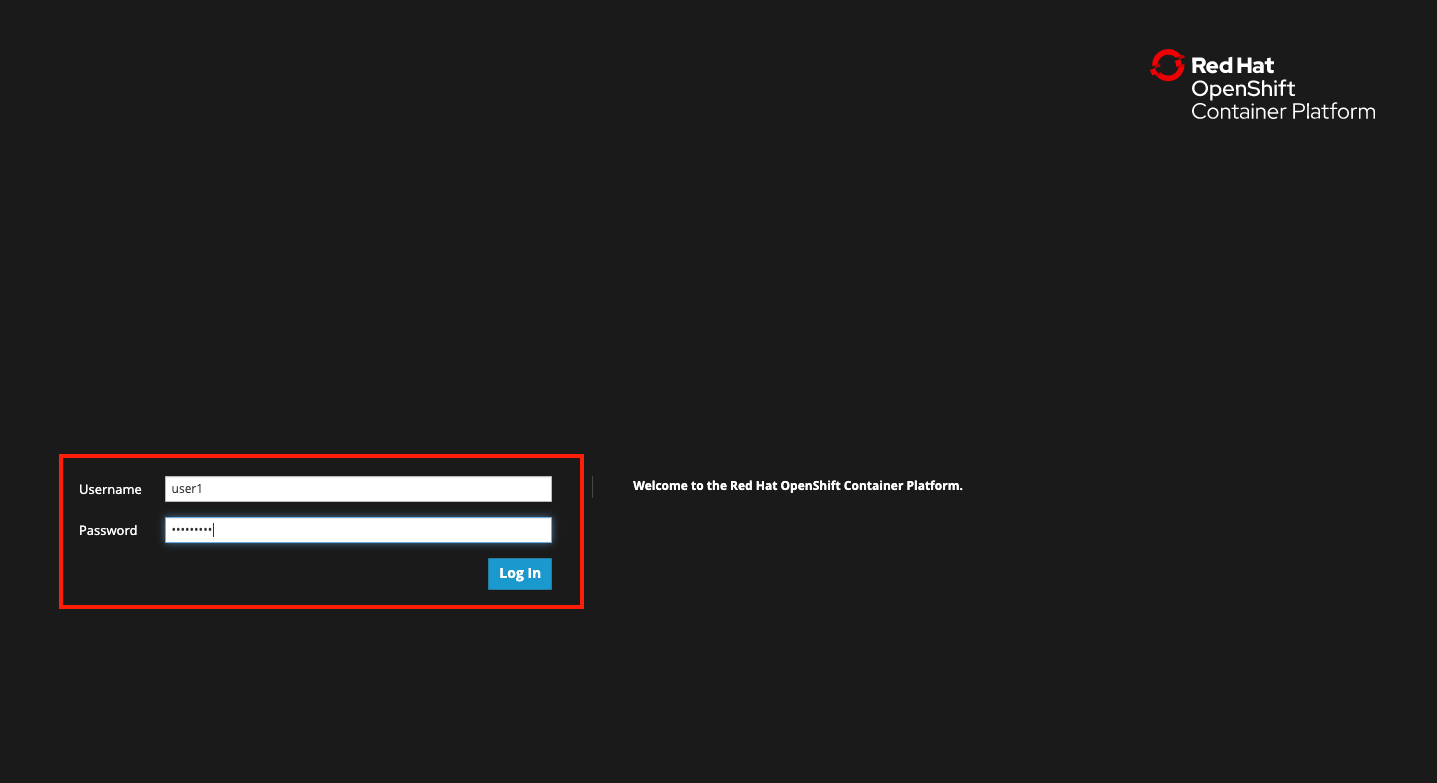 Red Hat
OpenShift
Container Platform
Username
user1
Welcome to the Red Hat OpenShift Container Platform.
Password
•••••••••
Log In